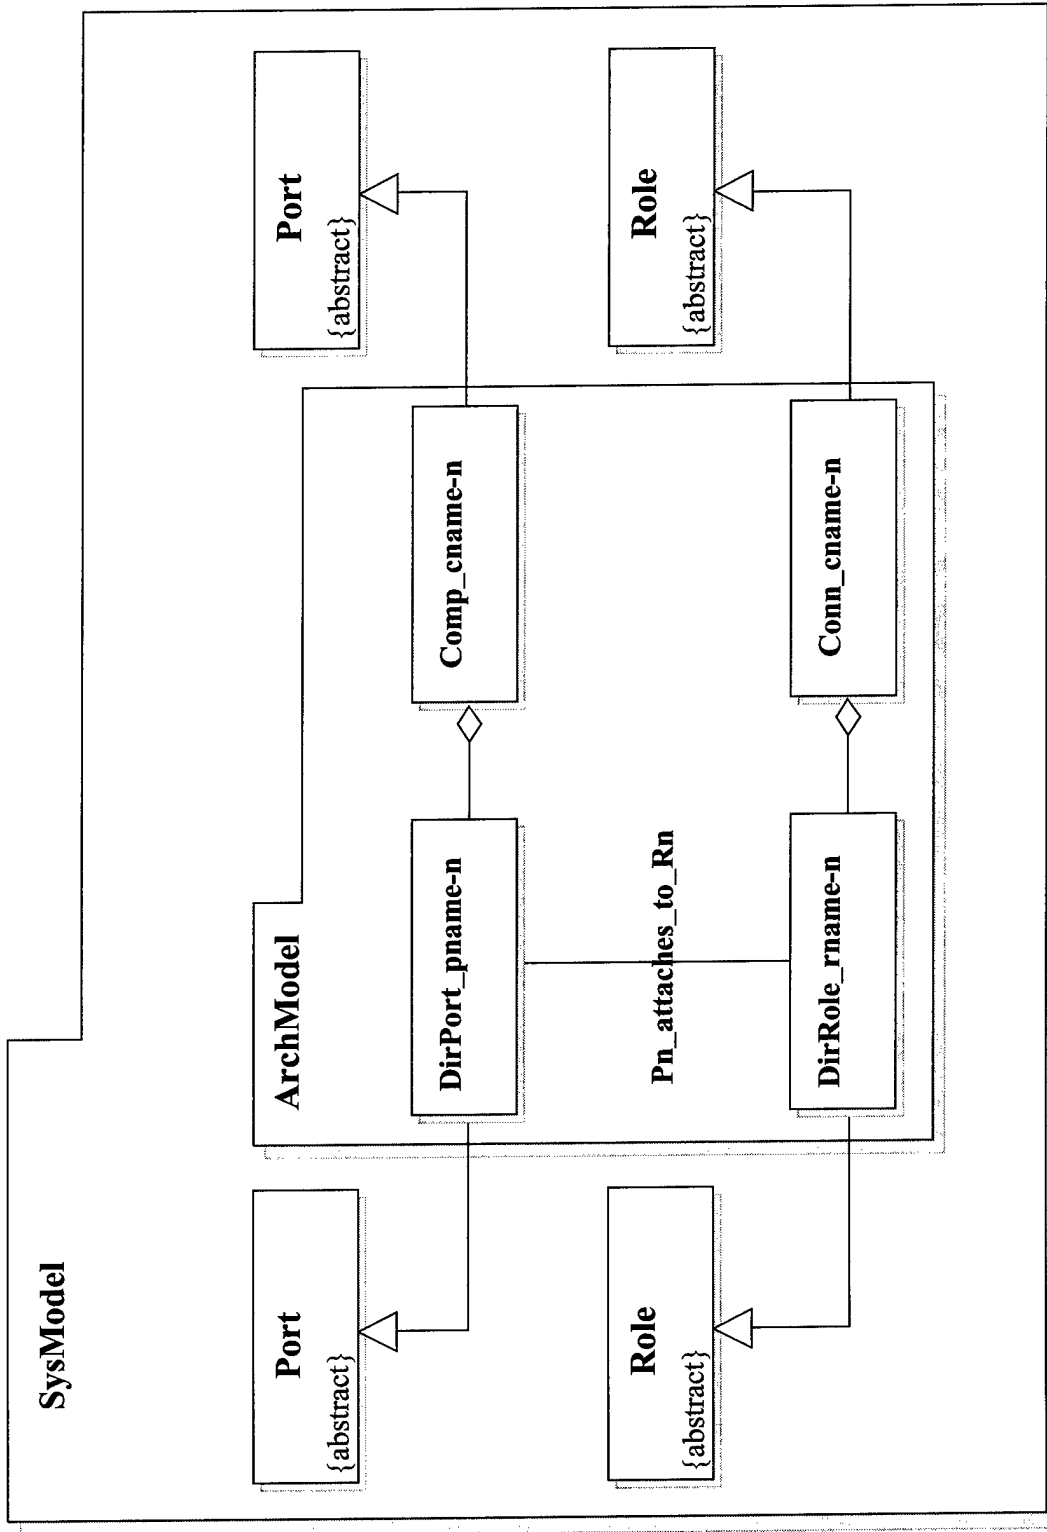 SysModel
Port
{abstract}
Port
{abstract}
ArchModel
DirPort_pname-n
Comp_cname-n
Pn_attaches_to_Rn
Role
{abstract}
Role
{abstract}
DirRole_rname-n
Conn_cname-n